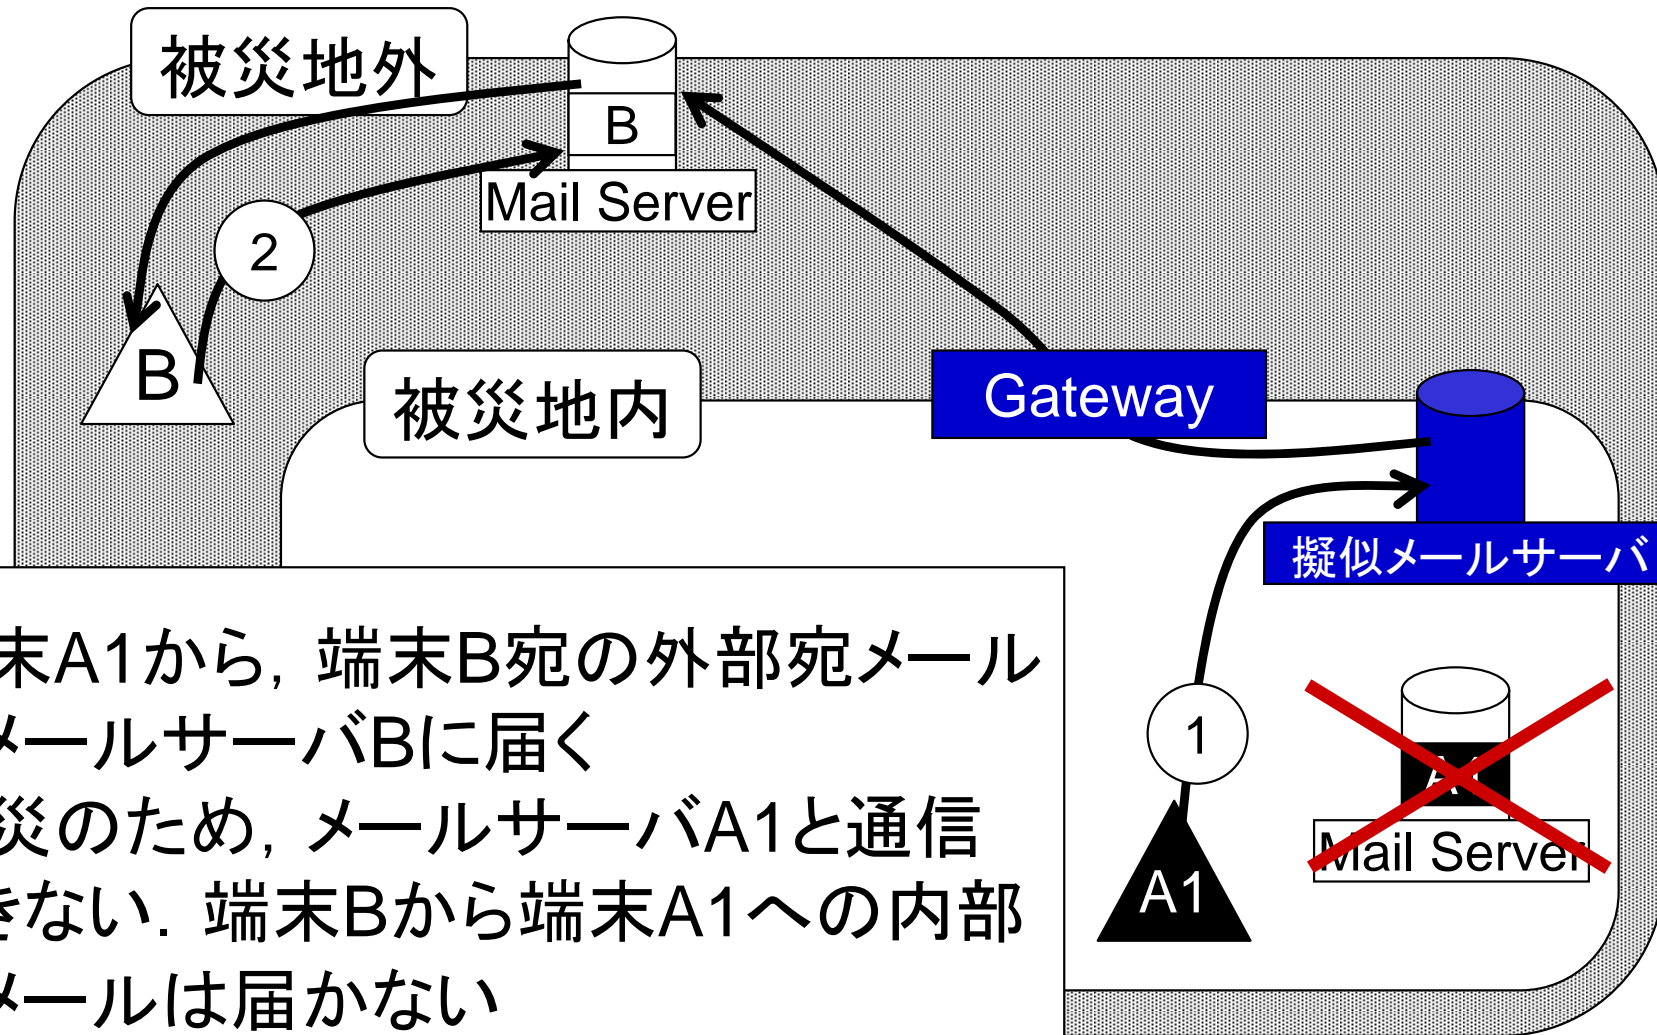 被災地外
B
Mail Server
2
B
被災地内
Gateway
擬似メールサーバ
末A1から，端末B宛の外部宛メール
メールサーバBに届く
災のため，メールサーバA1と通信
きない．端末Bから端末A1への内部
メールは届かない
1
A1
A1
Mail Server